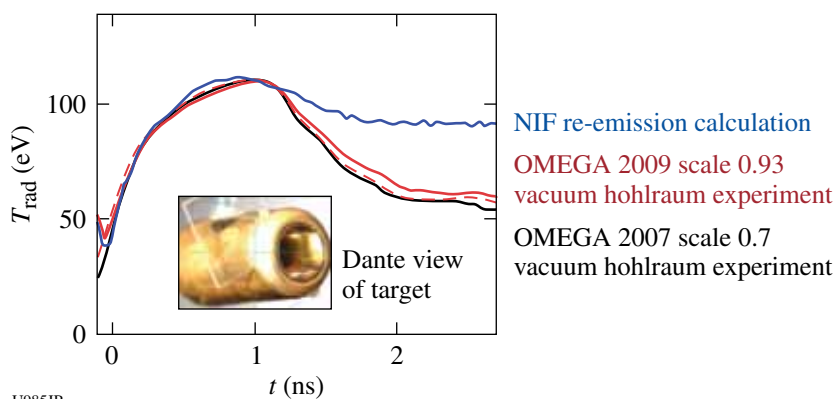 100
50
0
T_rad (eV)
0
1
2
t (ns)
Dante view
of target
NIF re-emission calculation
OMEGA 2009 scale 0.93
vacuum hohlraum experiment
OMEGA 2007 scale 0.7
vacuum hohlraum experiment